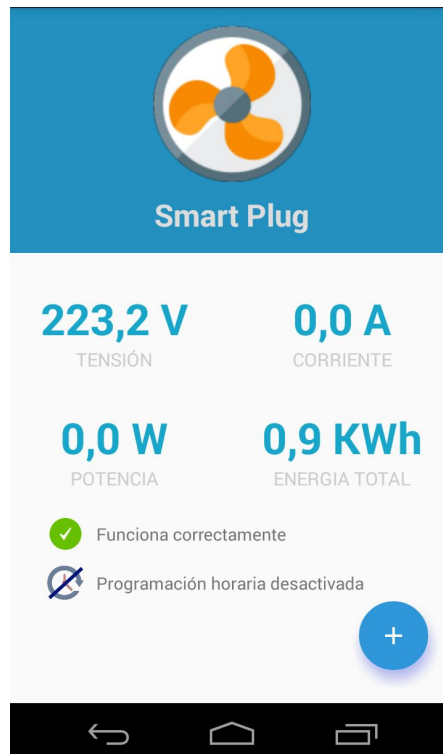 Smart Plug
223,2 V
TENSIÓN
0,0 A
CORRIENTE
0,0 W
POTENCIA
0,9 KWh
ENERGIA TOTAL
Funciona correctamente
Programación horaria desactivada
+